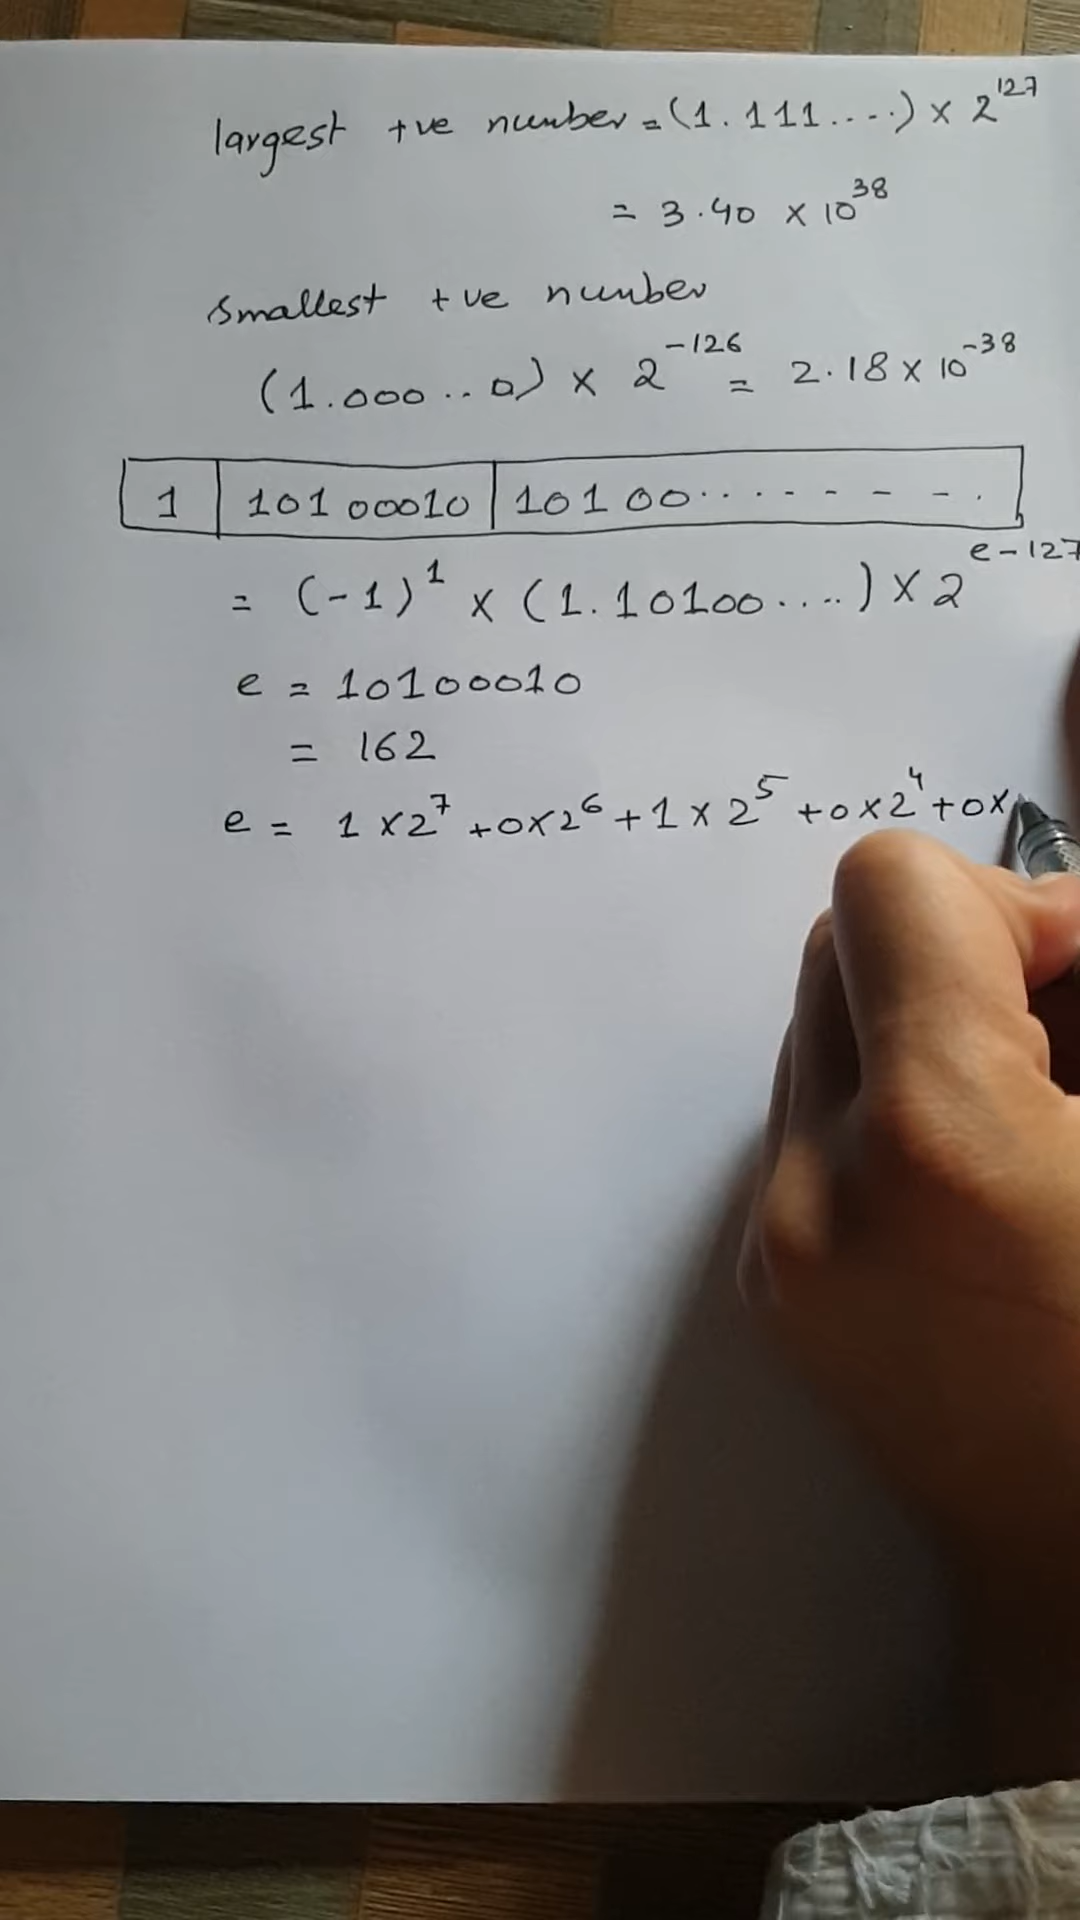 largest +ve number = (1.111....) × 2^127
= 3.40 × 10^38
smallest +ve number
(1.000..0) × 2^-126 = 2.18 × 10^-38
1 | 10100010 | 10100.........
= (-1)^1 × (1.10100.....) × 2^e-127
e = 10100010
= 162
e = 1×2^7 +0×2^6 +1×2^5 +0×2^4 +0×